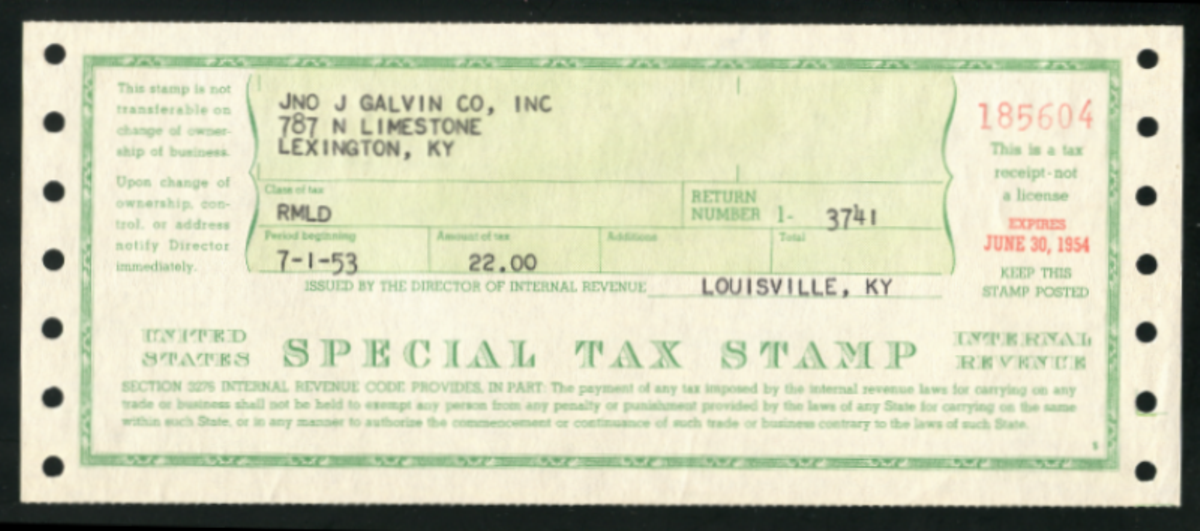 This stamp is not
transferable on
change of owner-
ship of business.
Upon change of
ownership, con-
trol, or address
notify Director
immediately.
JNO J GALVIN CO, INC
787 N LIMESTONE
LEXINGTON, KY
Class of tax
RMLD
RETURN
NUMBER 1- 3741
Period beginning
7-1-53
Amount of tax
22.00
Additions
Total
185604
This is a tax
receipt-not
a license
EXPIRES
JUNE 30, 1954
KEEP THIS
STAMP POSTED
ISSUED BY THE DIRECTOR OF INTERNAL REVENUE LOUISVILLE, KY
UNITED
STATES
SPECIAL TAX STAMP
INTERNAL
REVENUE
SECTION 3276 INTERNAL REVENUE CODE PROVIDES, IN PART: The payment of any tax imposed by the internal revenue laws for carrying on any
trade or business shall not be held to exempt any person from any penalty or punishment provided by the laws of any State for carrying on the same
within such State, or in any manner to authorize the commencement or continuance of such trade or business contrary to the laws of such State.